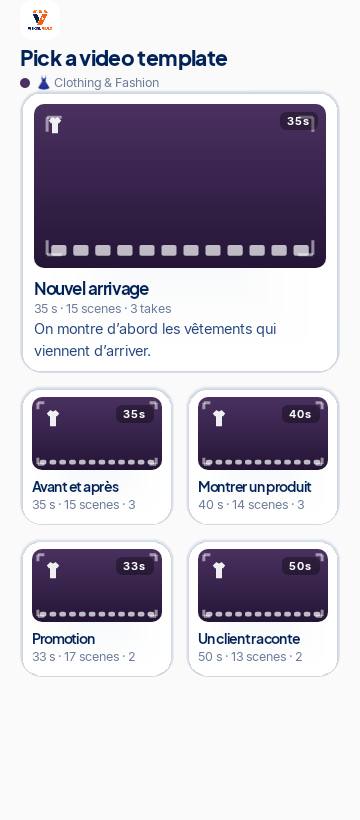 Pick a video template
Clothing & Fashion
35s
Nouvel arrivage
35 s · 15 scenes · 3 takes
On montre d’abord les vêtements qui
viennent d’arriver.
35s
40s
Avant et après
Montrer un produit
35 s · 15 scenes · 3
40 s · 14 scenes · 3
33s
50s
Promotion
Un client raconte
33 s · 17 scenes · 2
50 s · 13 scenes · 2